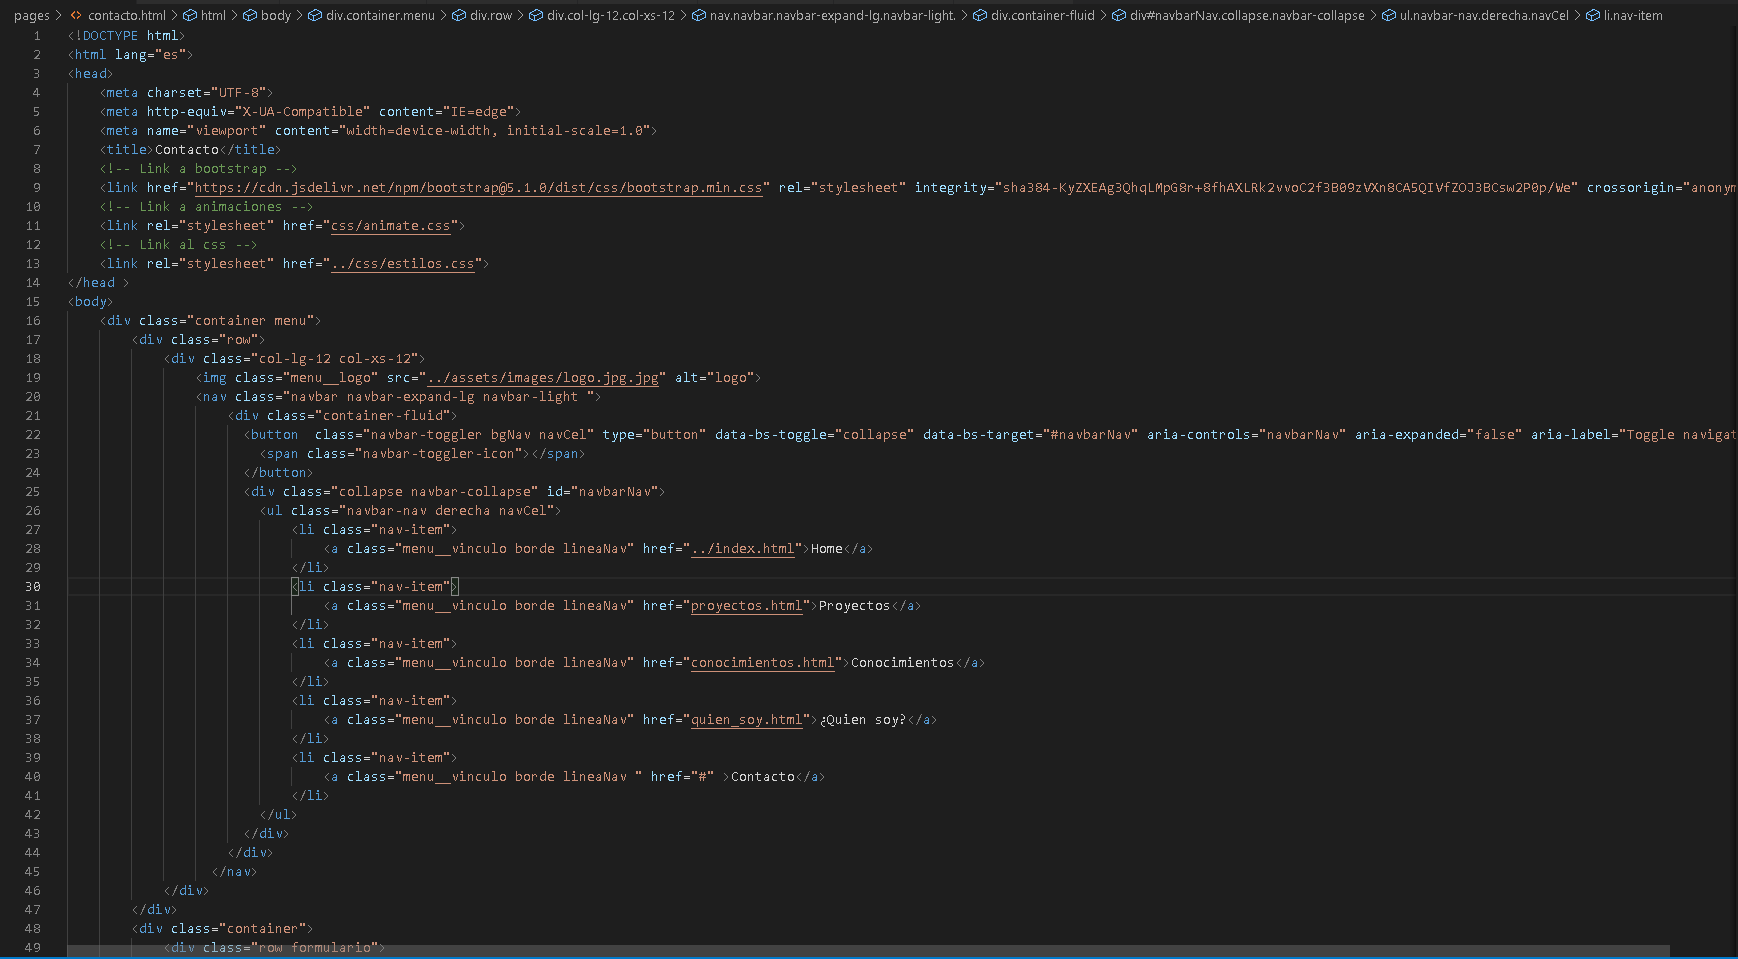 pages > contacto.html > html > body > div.container.menu > div.row > div.col-lg-12.col-xs-12 > nav.navbar.navbar-expand-lg.navbar-light. > div.container-fluid > div#navbarNav.collapse.navbar-collapse > ul.navbar-nav.derecha.navCel > li.nav-item
1 <!DOCTYPE html>
2 <html lang="es">
3 <head>
4 <meta charset="UTF-8">
5 <meta http-equiv="X-UA-Compatible" content="IE=edge">
6 <meta name="viewport" content="width=device-width, initial-scale=1.0">
7 <title>Contacto</title>
8 <!-- Link a bootstrap -->
9 <link href="https://cdn.jsdelivr.net/npm/bootstrap@5.1.0/dist/css/bootstrap.min.css" rel="stylesheet" integrity="sha384-KyZXEAg3QhqLMpG8r+8fhAXLRk2vvoC2f3B09zVXn8CA5QIVfZOJ3BCsw2P0p/We" crossorigin="anonym
10 <!-- Link a animaciones -->
11 <link rel="stylesheet" href="css/animate.css">
12 <!-- Link al css -->
13 <link rel="stylesheet" href="../css/estilos.css">
14 </head >
15 <body>
16 <div class="container menu">
17 <div class="row">
18 <div class="col-lg-12 col-xs-12">
19 <img class="menu__logo" src="../assets/images/logo.jpg.jpg" alt="logo">
20 <nav class="navbar navbar-expand-lg navbar-light ">
21 <div class="container-fluid">
22 <button  class="navbar-toggler bgNav navCel" type="button" data-bs-toggle="collapse" data-bs-target="#navbarNav" aria-controls="navbarNav" aria-expanded="false" aria-label="Toggle navigat
23 <span class="navbar-toggler-icon"></span>
24 </button>
25 <div class="collapse navbar-collapse" id="navbarNav">
26 <ul class="navbar-nav derecha navCel">
27 <li class="nav-item">
28 <a class="menu__vinculo borde lineaNav" href="../index.html">Home</a>
29 </li>
30 <li class="nav-item">
31 <a class="menu__vinculo borde lineaNav" href="proyectos.html">Proyectos</a>
32 </li>
33 <li class="nav-item">
34 <a class="menu__vinculo borde lineaNav" href="conocimientos.html">Conocimientos</a>
35 </li>
36 <li class="nav-item">
37 <a class="menu__vinculo borde lineaNav" href="quien_soy.html">¿Quien soy?</a>
38 </li>
39 <li class="nav-item">
40 <a class="menu__vinculo borde lineaNav " href="#" >Contacto</a>
41 </li>
42 </ul>
43 </div>
44 </div>
45 </nav>
46 </div>
47 </div>
48 <div class="container">
49 <div class="row formulario">